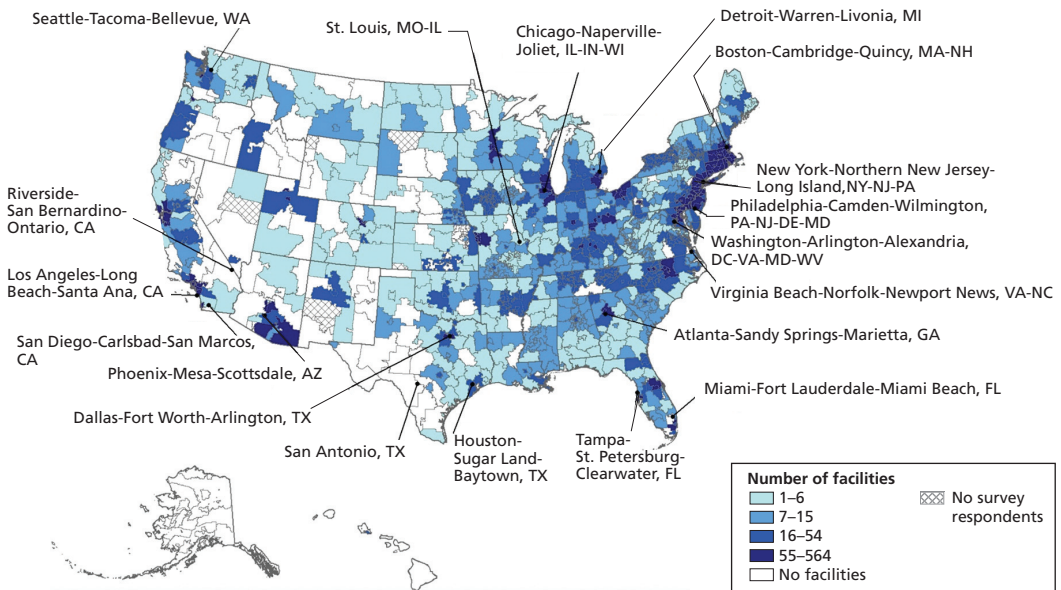 Seattle-Tacoma-Bellevue, WA
St. Louis, MO-IL
Chicago-Naperville-
Joliet, IL-IN-WI
Detroit-Warren-Livonia, MI
Boston-Cambridge-Quincy, MA-NH
New York-Northern New Jersey-
Long Island,NY-NJ-PA
Philadelphia-Camden-Wilmington,
PA-NJ-DE-MD
Washington-Arlington-Alexandria,
DC-VA-MD-WV
Virginia Beach-Norfolk-Newport News, VA-NC
Atlanta-Sandy Springs-Marietta, GA
Miami-Fort Lauderdale-Miami Beach, FL
Riverside-
San Bernardino-
Ontario, CA
Los Angeles-Long
Beach-Santa Ana, CA
San Diego-Carlsbad-San Marcos,
CA
Phoenix-Mesa-Scottsdale, AZ
Dallas-Fort Worth-Arlington, TX
San Antonio, TX
Houston-
Sugar Land-
Baytown, TX
Tampa-
St. Petersburg-
Clearwater, FL
Number of facilities
1–6
7–15
16–54
55–564
No facilities
No survey
respondents